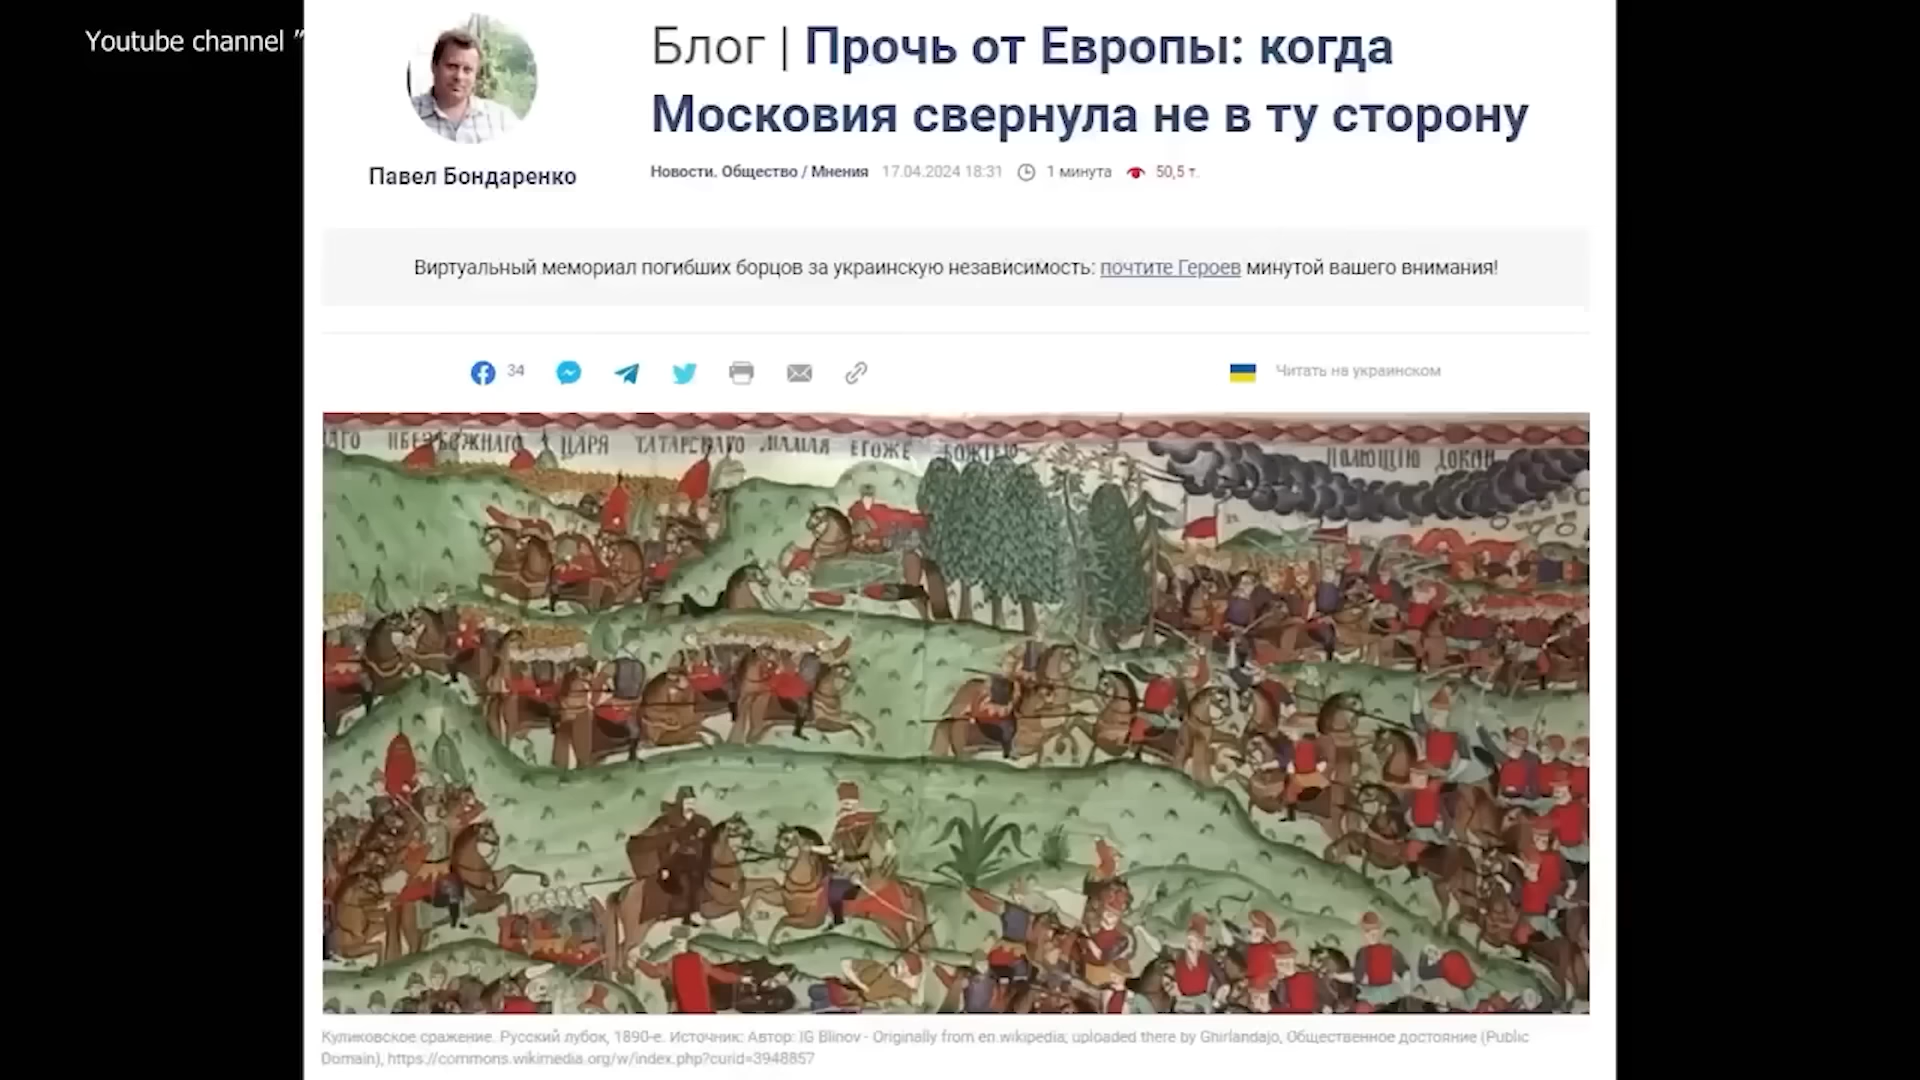 Youtube channel "
Блог | Прочь от Европы: когда
Московия свернула не в ту сторону
Павел Бондаренко
Новости. Общество / Мнения 17.04.2024 18:31 1 минута 50,5 т.
Виртуальный мемориал погибших борцов за украинскую независимость: почтите Героев минутой вашего внимания!
34
Читать на украинском
ЦАРЯ ТАТАРСКАГО МАМАЯ ЕГОЖЕ БОЖІЕЮ
Куликовское сражение. Русский лубок, 1890-е. Источник: Автор: IG Blinov - Originally from en.wikipedia; uploaded there by Ghirlandajo, Общественное достояние (Public
Domain), https://commons.wikimedia.org/w/index.php?curid=3948857